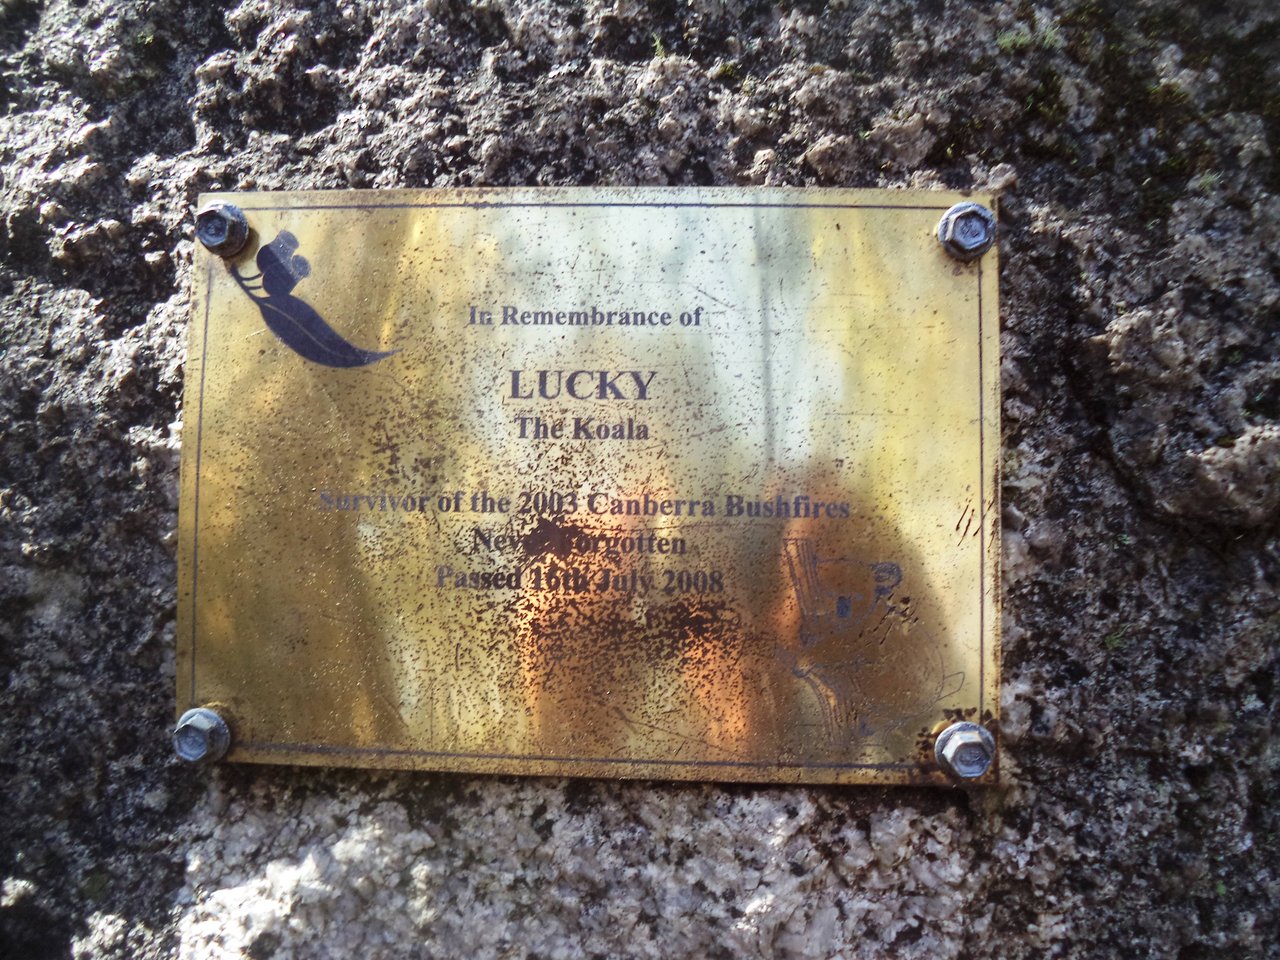 In Remembrance of
LUCKY
The Koala
Survivor of the 2003 Canberra Bushfires
Never Forgotten
Passed 16th July 2008